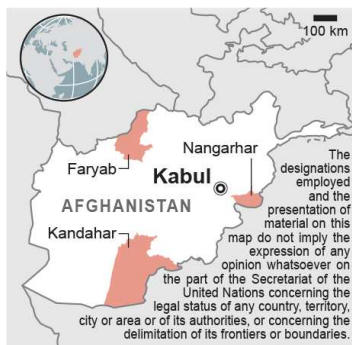 100 km
Faryab
Nangarhar
Kabul
AFGHANISTAN
Kandahar
The
designations
employed
and the
presentation of
material on this
map do not imply the
expression of any
opinion whatsoever on
the part of the Secretariat of the
United Nations concerning the
legal status of any country, territory,
city or area or of its authorities, or concerning the
delimitation of its frontiers or boundaries.